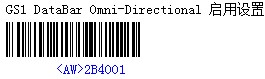 GS1 DataBar Omni-Directional 启用设置
<AW>2B4001